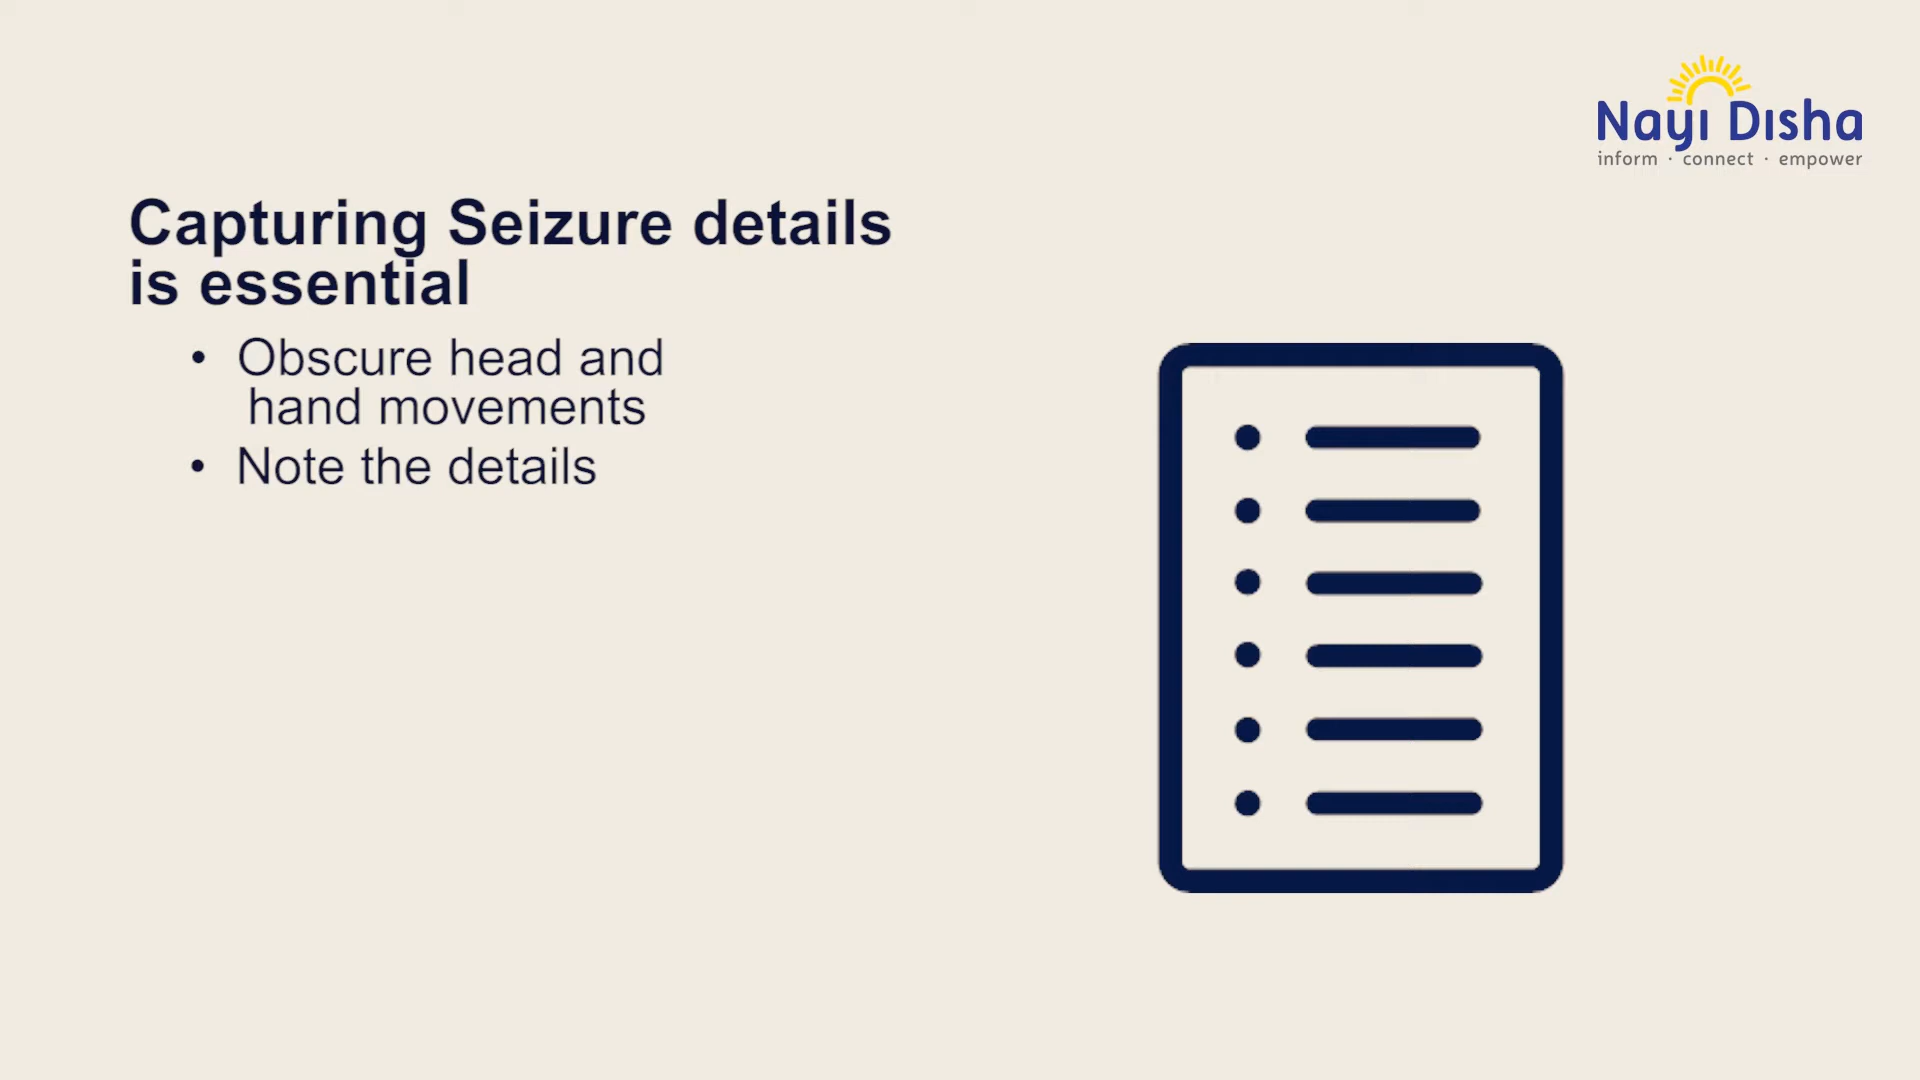 Nayi Disha
inform · connect · empower
Capturing Seizure details
is essential
• Obscure head and
hand movements
• Note the details